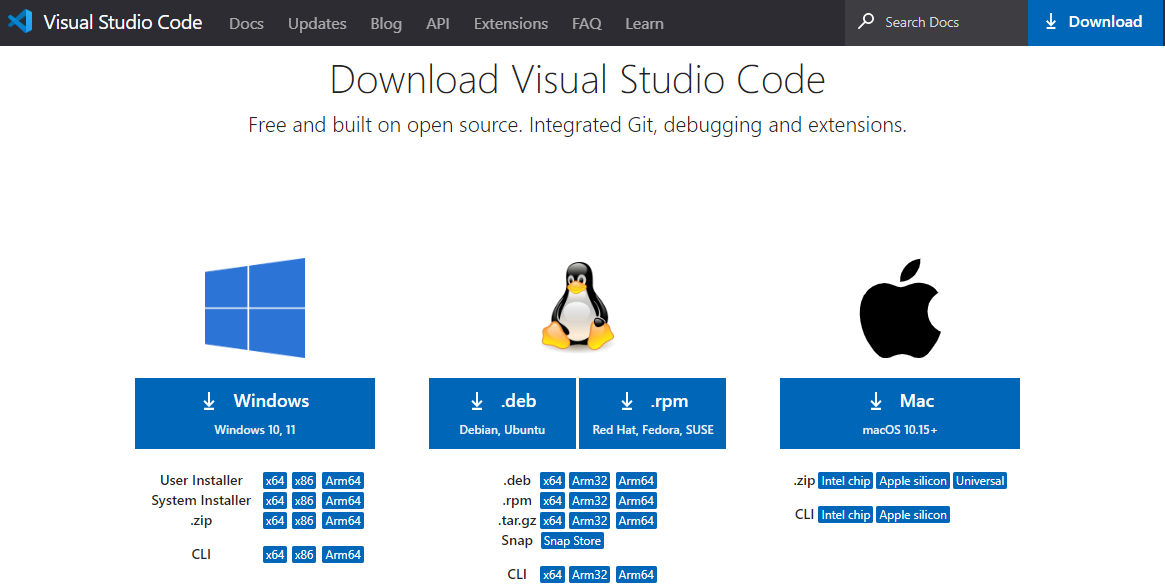 Visual Studio Code Docs Updates Blog API Extensions FAQ Learn Search Docs Download
Download Visual Studio Code
Free and built on open source. Integrated Git, debugging and extensions.
Windows
Windows 10, 11
User Installer x64 x86 Arm64
System Installer x64 x86 Arm64
.zip x64 x86 Arm64
CLI x64 x86 Arm64
.deb
Debian, Ubuntu
.rpm
Red Hat, Fedora, SUSE
.deb x64 Arm32 Arm64
.rpm x64 Arm32 Arm64
.tar.gz x64 Arm32 Arm64
Snap Snap Store
CLI x64 Arm32 Arm64
Mac
macOS 10.15+
.zip Intel chip Apple silicon Universal
CLI Intel chip Apple silicon